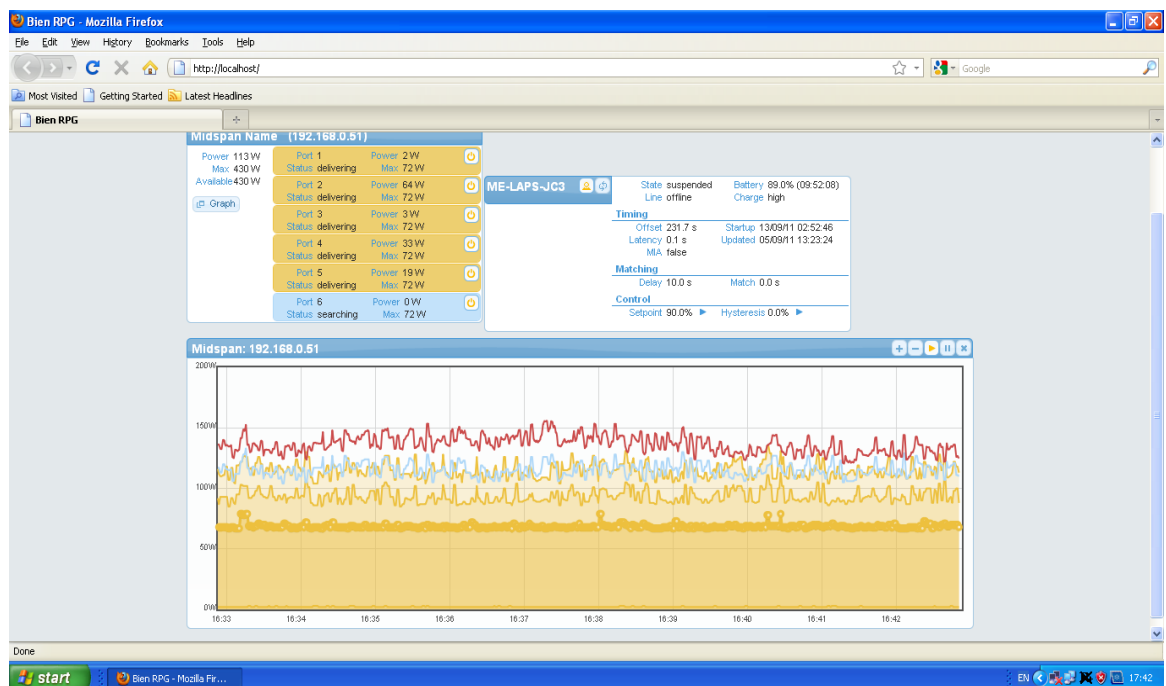 Bien RPG - Mozilla Firefox
File Edit View History Bookmarks Tools Help
http://localhost/
Google
Most Visited Getting Started Latest Headlines
Bien RPG
Midspan Name (192.168.0.51)
Power 113 W
Max 430 W
Available 430 W
Graph
Port 1 Power 2 W
Status delivering Max 72 W
Port 2 Power 64 W
Status delivering Max 72 W
Port 3 Power 3 W
Status delivering Max 72 W
Port 4 Power 33 W
Status delivering Max 72 W
Port 5 Power 19 W
Status delivering Max 72 W
Port 6 Power 0 W
Status searching Max 72 W
ME-LAPS-JC3
State suspended Battery 89.0% (09:52:08)
Line offline Charge high
Timing
Offset 231.7 s Startup 13/09/11 02:52:46
Latency 0.1 s Updated 05/09/11 13:23:24
MIA false
Matching
Delay 10.0 s Match 0.0 s
Control
Setpoint 90.0% Hysteresis 0.0%
Midspan: 192.168.0.51
200W
150W
100W
50W
0W
16:33 16:34 16:35 16:36 16:37 16:38 16:39 16:40 16:41 16:42
Done
start Bien RPG - Mozilla Fir... EN 17:42